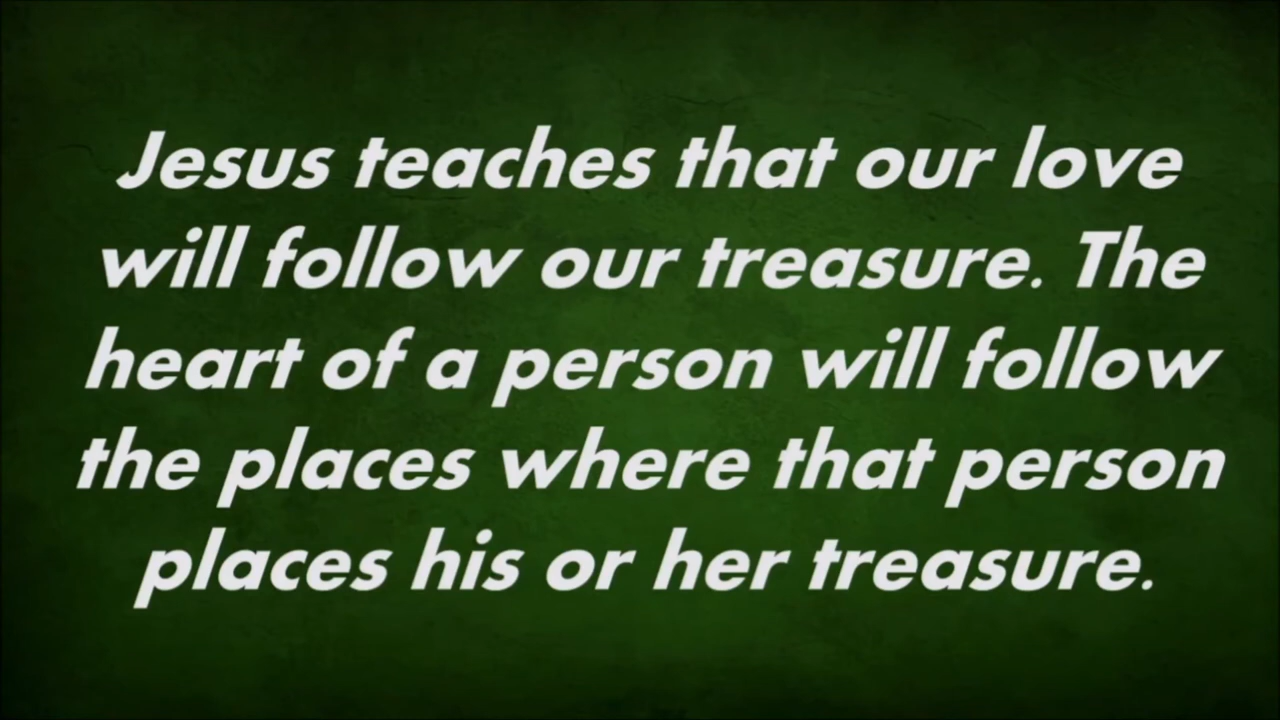 Jesus teaches that our love
will follow our treasure. The
heart of a person will follow
the places where that person
places his or her treasure.